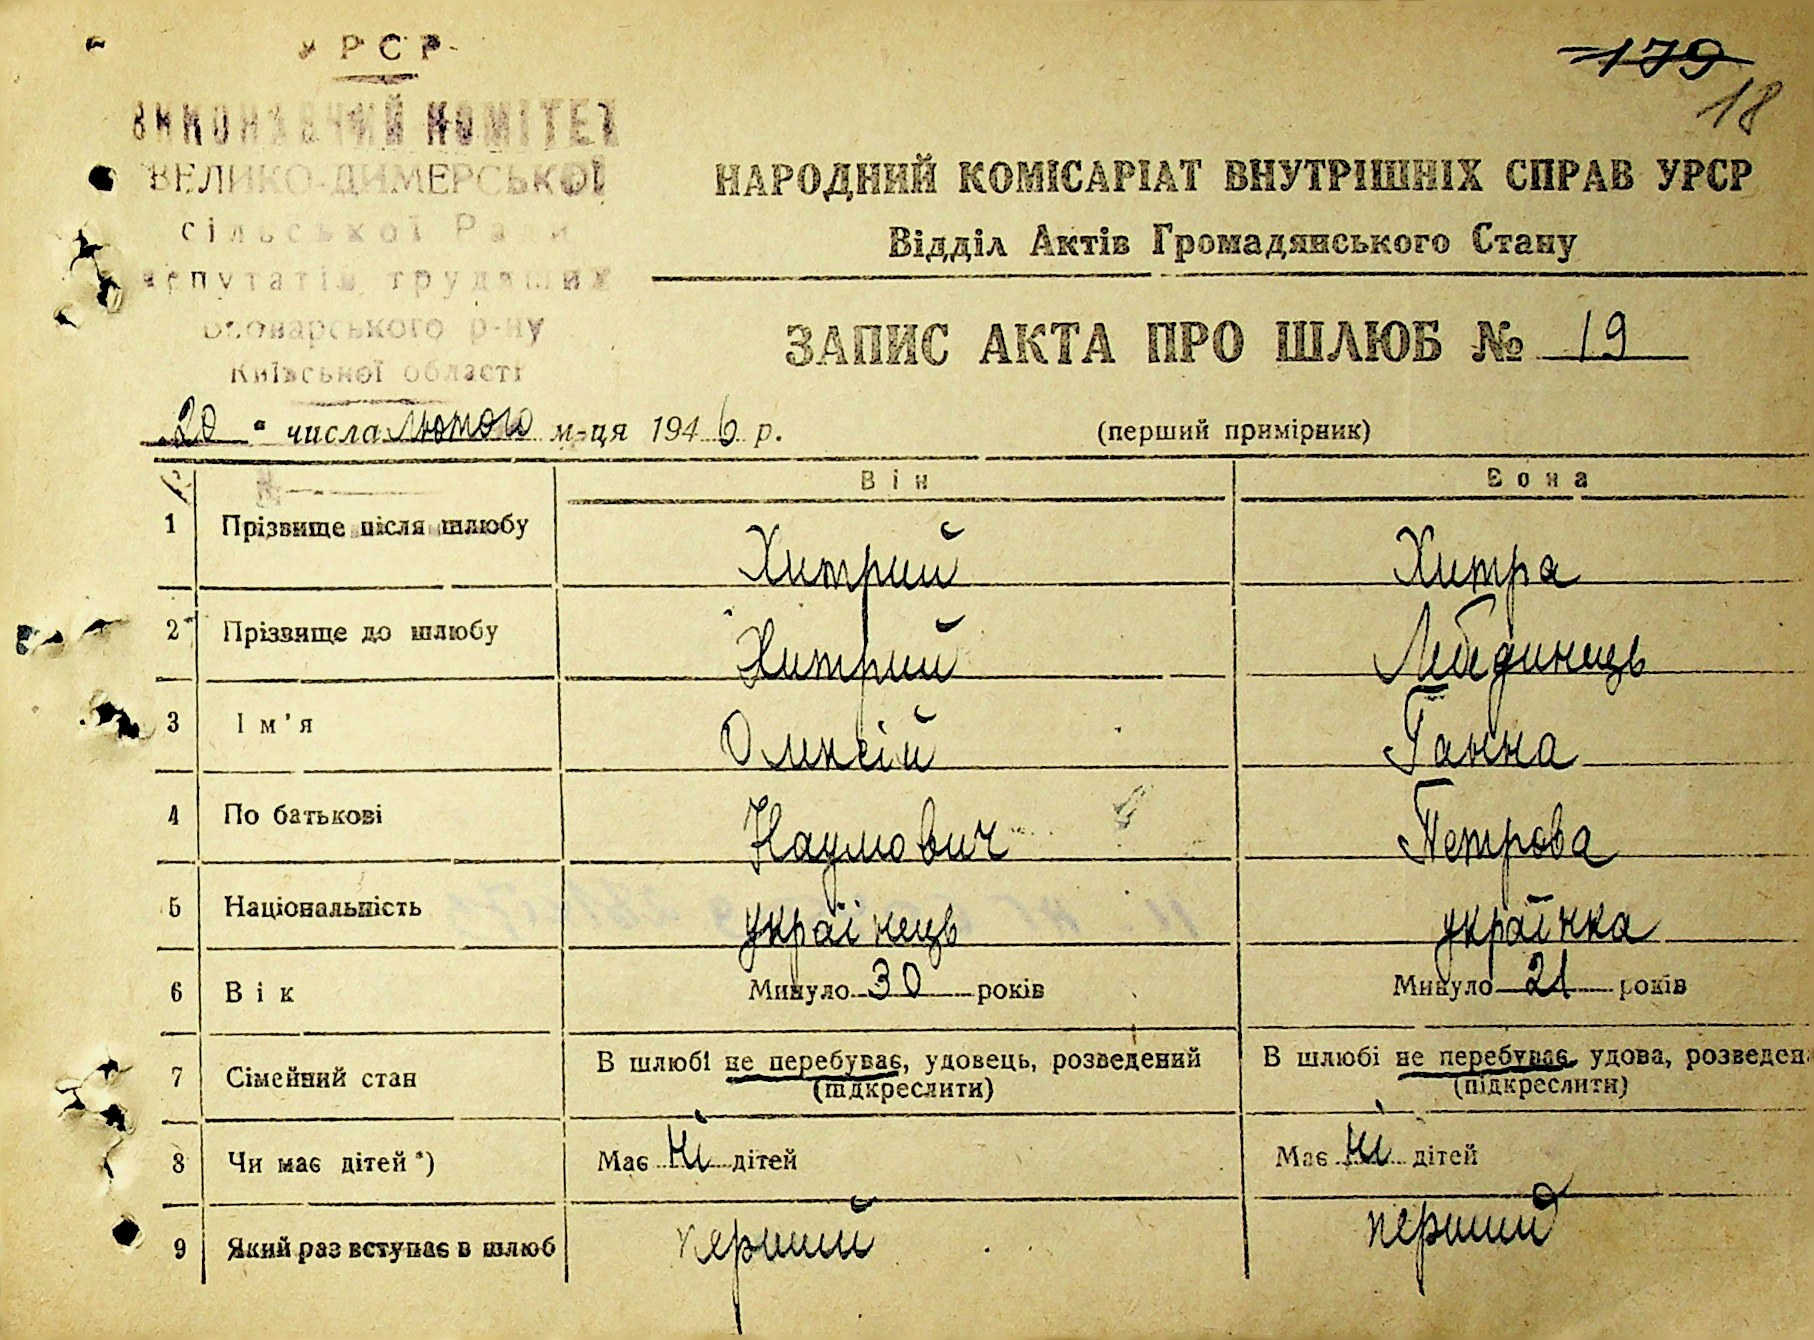 УРСР
ВИКОНАВЧИЙ КОМІТЕТ
ВЕЛИКО-ДИМЕРСЬКОЇ
сільської Ради
депутатів трудящих
Броварського р-ну
Київської області
179
18
НАРОДНИЙ КОМІСАРІАТ ВНУТРІШНІХ СПРАВ УРСР
Відділ Актів Громадянського Стану
ЗАПИС АКТА ПРО ШЛЮБ № 19
20 " числа лютого м-ця 1946 р. (перший примірник)
Він Вона
1 Прізвище після шлюбу Хитрий Хитра
2 Прізвище до шлюбу Хитрий Лебединець
3 Ім'я Олексій Ганна
4 По батькові Наумович Петрова
5 Національність українець українка
6 Вік Минуло 30 років Минуло 21 років
7 Сімейний стан В шлюбі не перебуває, удовець, розведений В шлюбі не перебуває, удова, розведен
(підкреслити) (підкреслити)
8 Чи має дітей *) Має ні дітей Має ні дітей
9 Який раз вступає в шлюб перший перший